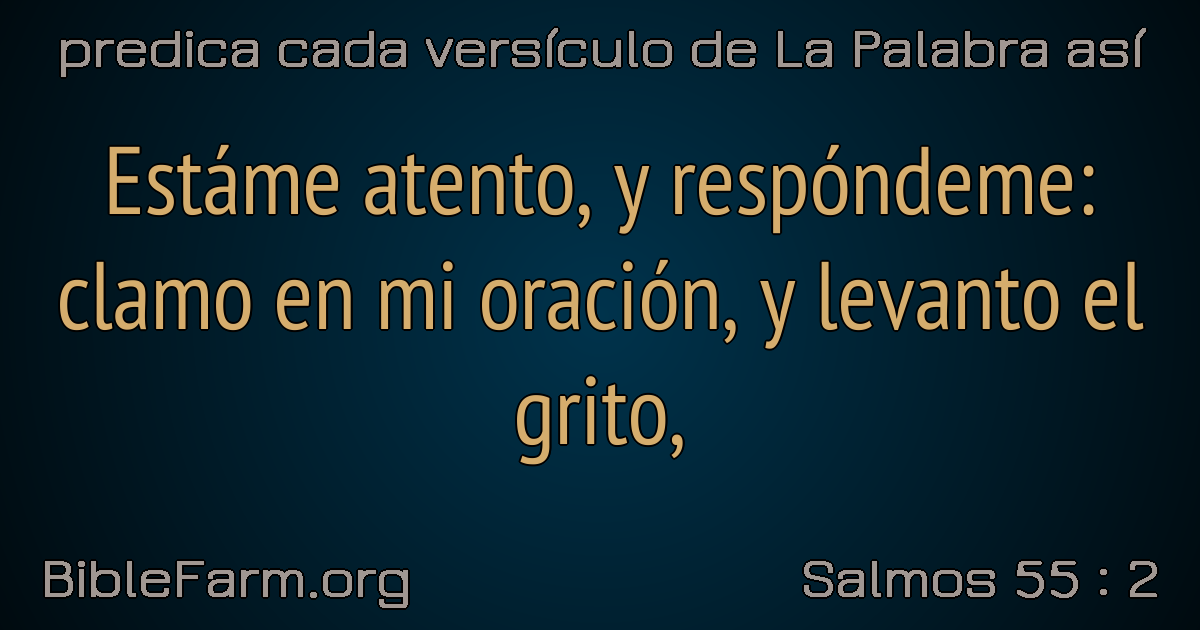 predica cada versículo de La Palabra así
Estáme atento, y respóndeme:
clamo en mi oración, y levanto el
grito,
BibleFarm.org
Salmos 55 : 2